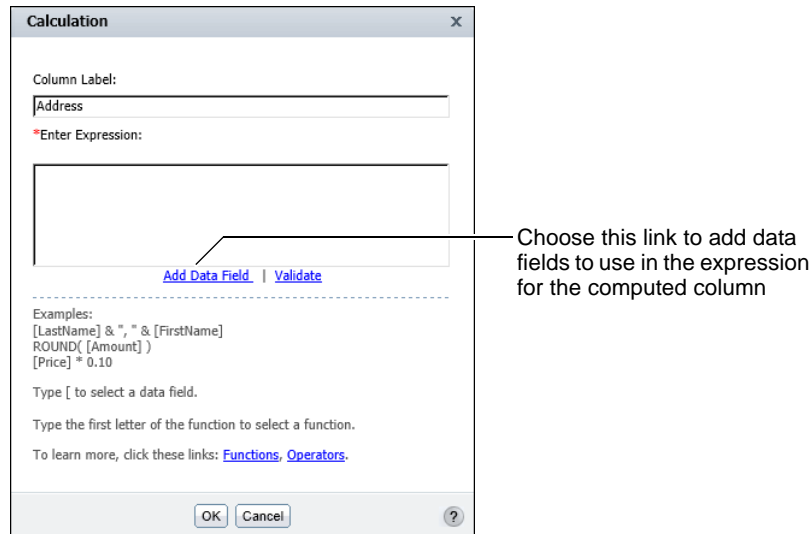 Calculation x
Column Label:
Address
*Enter Expression:
Add Data Field | Validate
Choose this link to add data
fields to use in the expression
for the computed column
Examples:
[LastName] & ", " & [FirstName]
ROUND( [Amount] )
[Price] * 0.10
Type [ to select a data field.
Type the first letter of the function to select a function.
To learn more, click these links: Functions, Operators.
OK Cancel ?